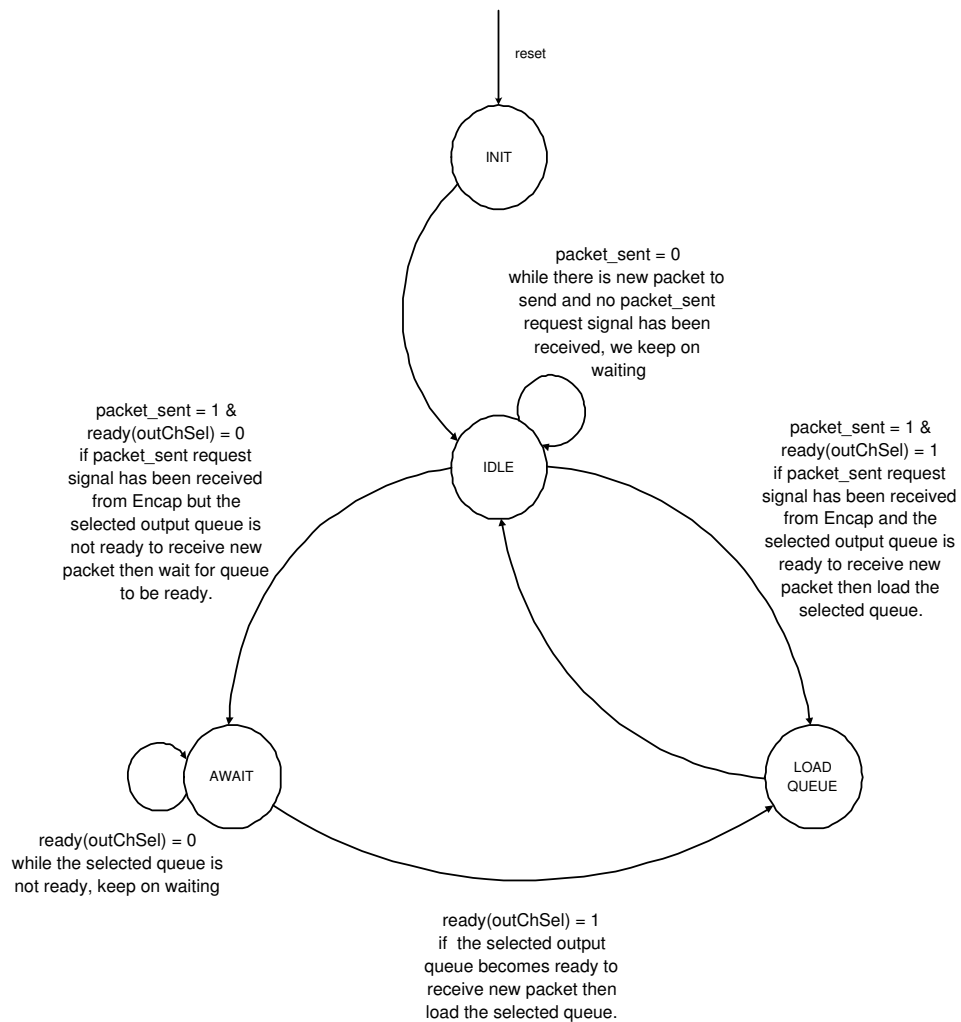 reset
INIT
packet_sent = 0
while there is new packet to
send and no packet_sent
request signal has been
received, we keep on
waiting
packet_sent = 1 &
ready(outChSel) = 0
if packet_sent request
signal has been received
from Encap but the
selected output queue is
not ready to receive new
packet then wait for queue
to be ready.
IDLE
packet_sent = 1 &
ready(outChSel) = 1
if packet_sent request
signal has been received
from Encap and the
selected output queue is
ready to receive new
packet then load the
selected queue.
AWAIT
LOAD
QUEUE
ready(outChSel) = 0
while the selected queue is
not ready, keep on waiting
ready(outChSel) = 1
if the selected output
queue becomes ready to
receive new packet then
load the selected queue.